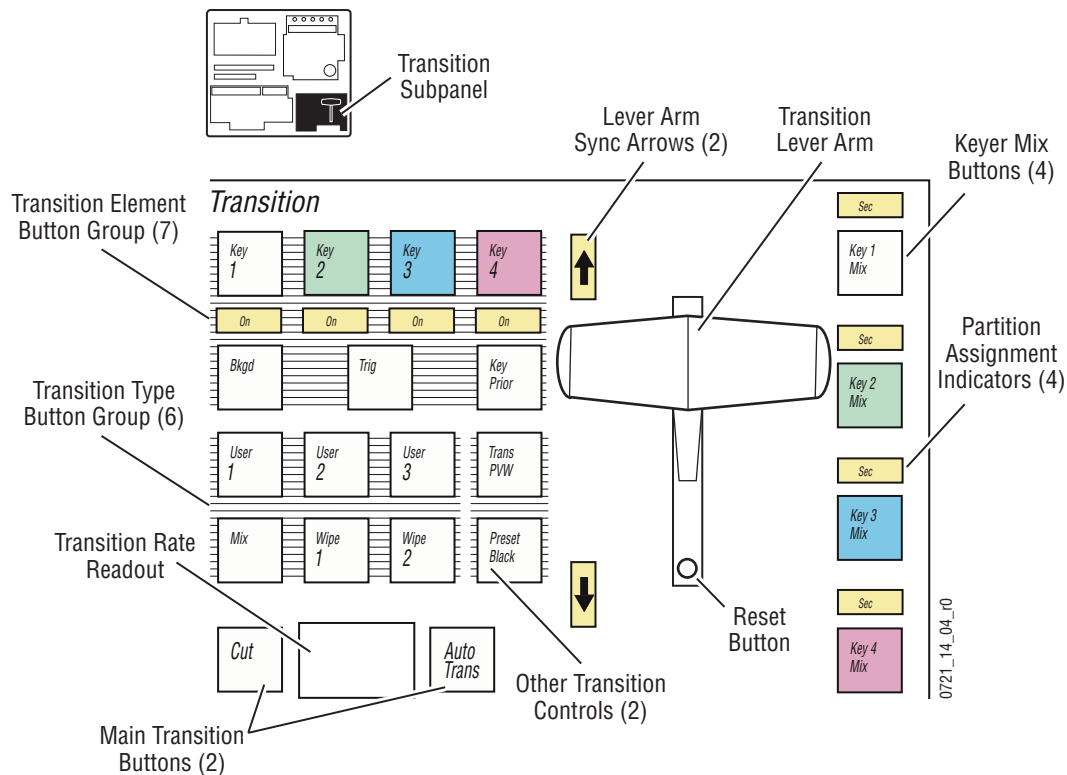 Transition
Subpanel
Lever Arm
Sync Arrows (2)
Transition
Lever Arm
Keyer Mix
Buttons (4)
Transition Element
Button Group (7)
Transition
Key
1
Key
2
Key
3
Key
4
On
On
On
On
Bkgd
Trig
Key
Prior
Transition Type
Button Group (6)
User
1
User
2
User
3
Trans
PVW
Mix
Wipe
1
Wipe
2
Preset
Black
Transition Rate
Readout
Cut
Auto
Trans
Main Transition
Buttons (2)
Other Transition
Controls (2)
Reset
Button
Sec
Key 1
Mix
Sec
Key 2
Mix
Partition
Assignment
Indicators (4)
Sec
Key 3
Mix
Sec
Key 4
Mix
0721_14_04_r0